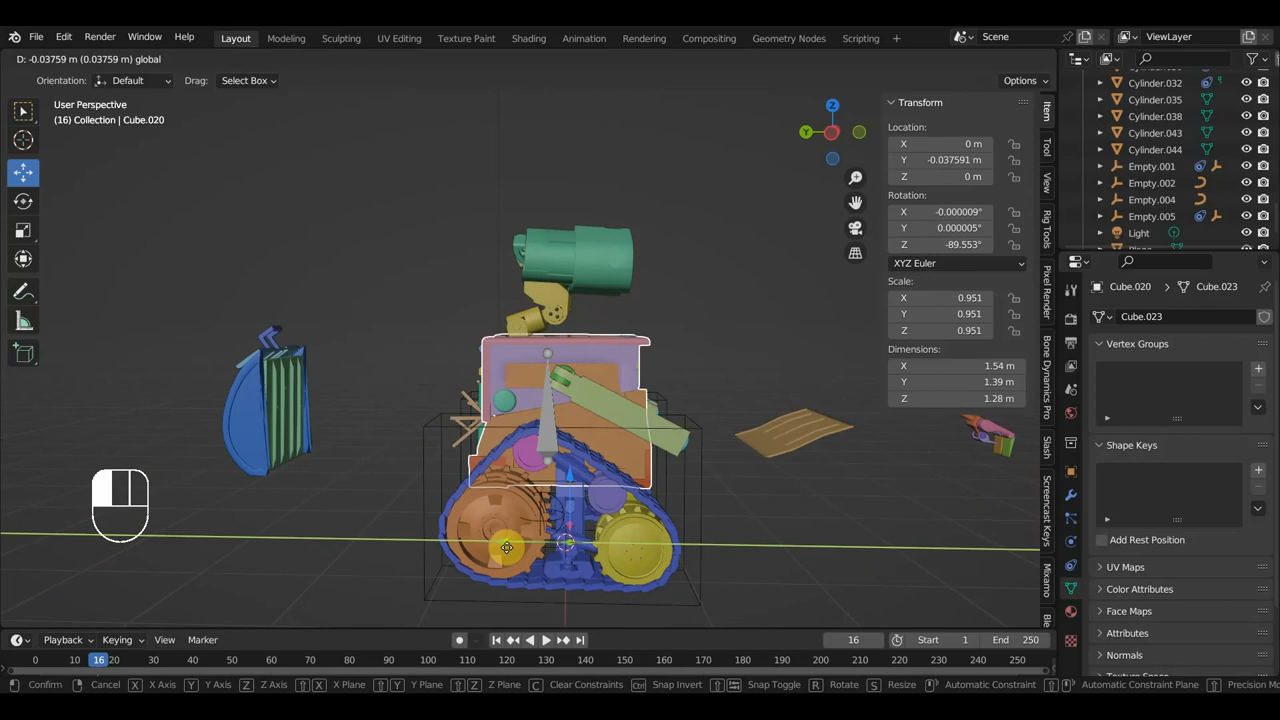 File Edit Render Window Help Layout Modeling Sculpting UV Editing Texture Paint Shading Animation Rendering Compositing Geometry Nodes Scripting + Scene ViewLayer
D: -0.03759 m (0.03759 m) global
Orientation: Default Drag: Select Box Options
User Perspective
(16) Collection | Cube.020
Z
Y
Transform
Location:
X 0 m
Y -0.037591 m
Z 0 m
Rotation:
X -0.000009°
Y 0.000005°
Z -89.553°
XYZ Euler
Scale:
X 0.951
Y 0.951
Z 0.951
Dimensions:
X 1.54 m
Y 1.39 m
Z 1.28 m
Item
Tool
View
Rig Tools
Pixel Render
Bone Dynamics Pro
Slash
Screencast Keys
Mixamo
Cylinder.032
Cylinder.035
Cylinder.038
Cylinder.043
Cylinder.044
Empty.001
Empty.002
Empty.004
Empty.005
Light
Cube.020 > Cube.023
Cube.023
Vertex Groups
Shape Keys
Add Rest Position
UV Maps
Color Attributes
Face Maps
Attributes
Normals
Playback Keying View Marker 16 Start 1 End 250
0 10 16 20 30 40 50 60 70 80 90 100 110 120 130 140 150 160 170 180 190 200 210 220 230 240 250
Confirm Cancel X X Axis Y Y Axis Z Z Axis X X Plane Y Y Plane Z Z Plane C Clear Constraints Ctrl Snap Invert Snap Toggle R Rotate S Resize Automatic Constraint Automatic Constraint Plane Precision Mo